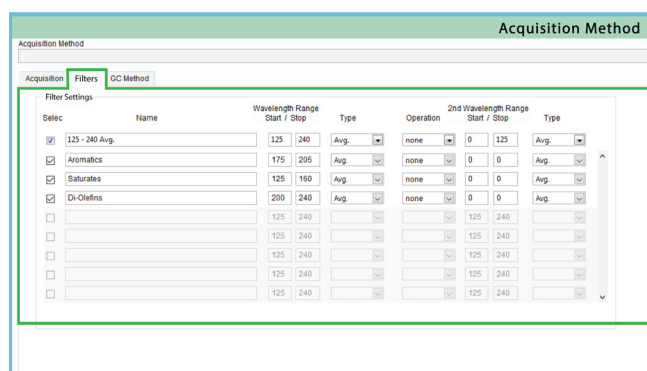 Acquisition Method
Acquisition Method
Acquisition Filters GC Method
Filter Settings
Wavelength Range 2nd Wavelength Range
Selec Name Start / Stop Type Operation Start / Stop Type
125 - 240 Avg. 125 240 Avg. none 0 125 Avg.
Aromatics 175 205 Avg. none 0 0 Avg.
Saturates 125 160 Avg. none 0 0 Avg.
Di-Olefins 200 240 Avg. none 0 0 Avg.
125 240 125 240
125 240 125 240
125 240 125 240
125 240 125 240
125 240 125 240